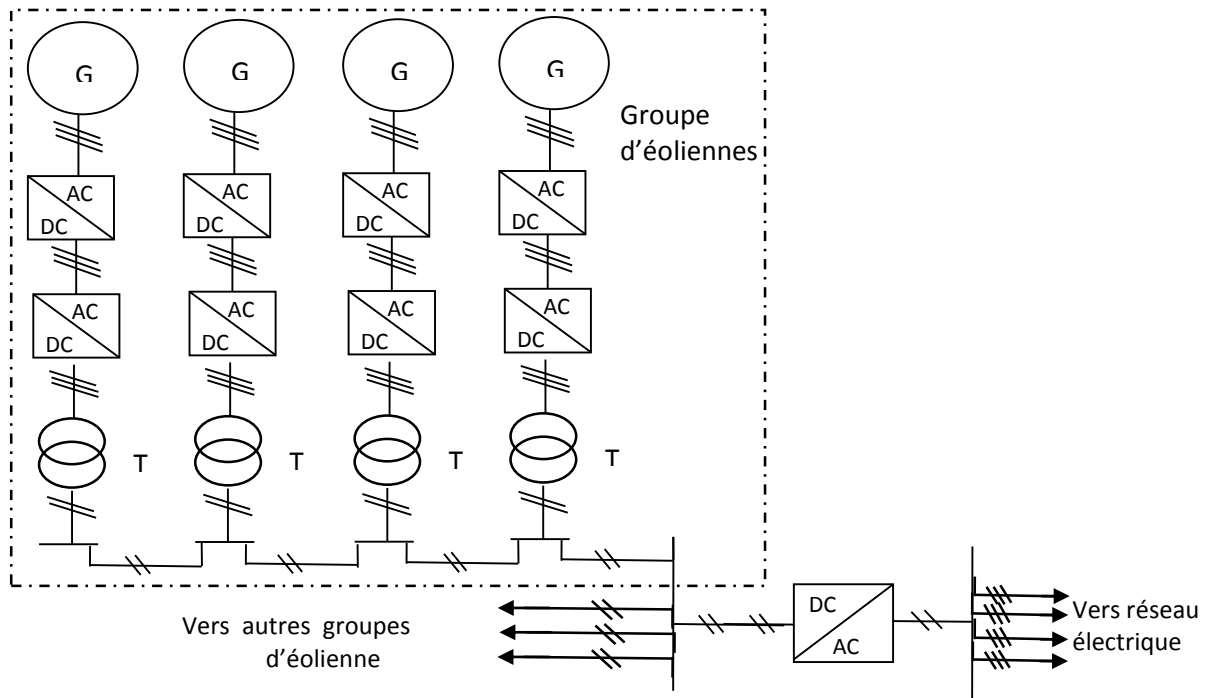 G G G G
Groupe
d'éoliennes
AC AC AC AC
DC DC DC DC
AC AC AC AC
DC DC DC DC
T T T T
Vers autres groupes
d'éolienne
DC
AC
Vers réseau
électrique